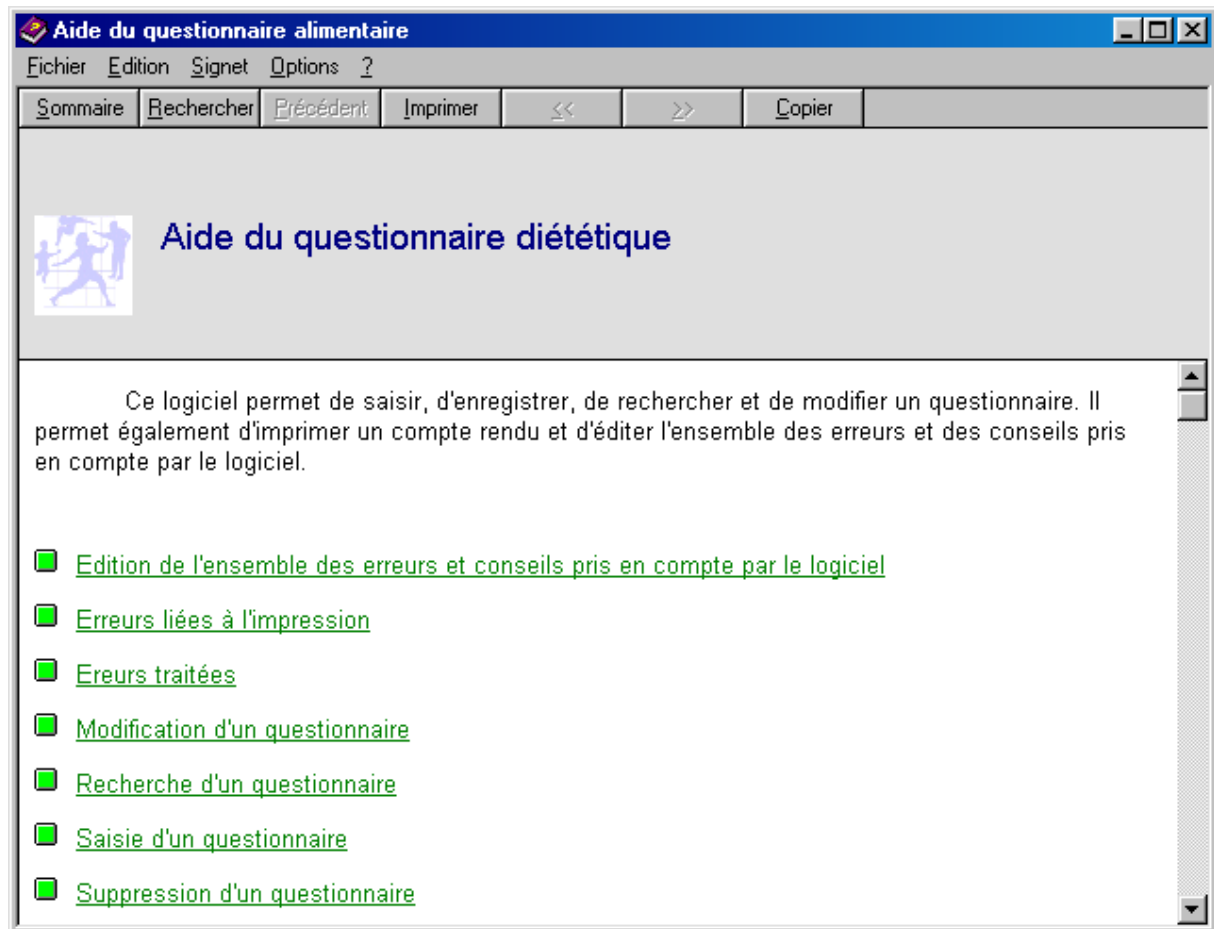 Aide du questionnaire alimentaire
Fichier Edition Signet Options ?
Sommaire Rechercher Précédent Imprimer << >> Copier
Aide du questionnaire diététique
Ce logiciel permet de saisir, d'enregistrer, de rechercher et de modifier un questionnaire. Il
permet également d'imprimer un compte rendu et d'éditer l'ensemble des erreurs et des conseils pris
en compte par le logiciel.
Edition de l'ensemble des erreurs et conseils pris en compte par le logiciel
Erreurs liées à l'impression
Ereurs traitées
Modification d'un questionnaire
Recherche d'un questionnaire
Saisie d'un questionnaire
Suppression d'un questionnaire